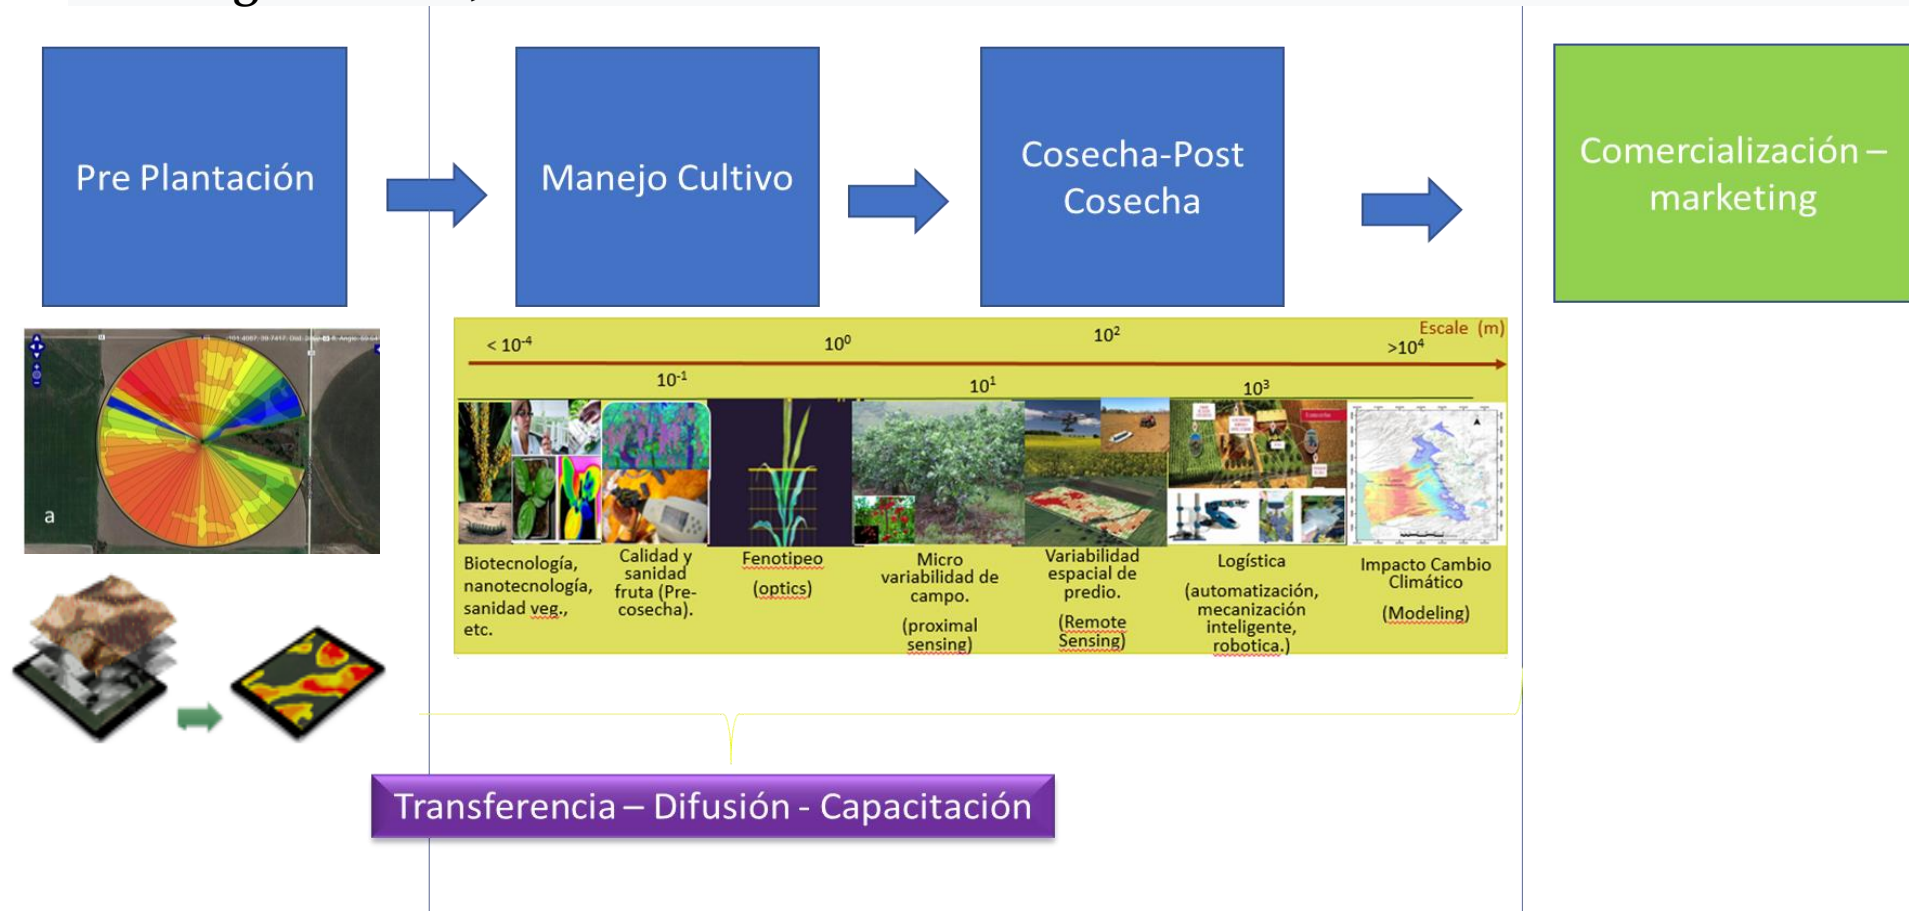 Pre Plantación
Manejo Cultivo
Cosecha-Post
Cosecha
Comercialización –
marketing
Escale (m)
< 10-4
10⁰
10²
>10⁴
10-1
10¹
10³
a
Biotecnología,
nanotecnología,
sanidad veg.,
etc.
Calidad y
sanidad
fruta (Pre-
cosecha).
Fenotipeo
(optics)
Micro
variabilidad de
campo.
(proximal
sensing)
Variabilidad
espacial de
predio.
(Remote
Sensing)
Logística
(automatización,
mecanización
inteligente,
robotica.)
Impacto Cambio
Climático
(Modeling)
Transferencia – Difusión - Capacitación